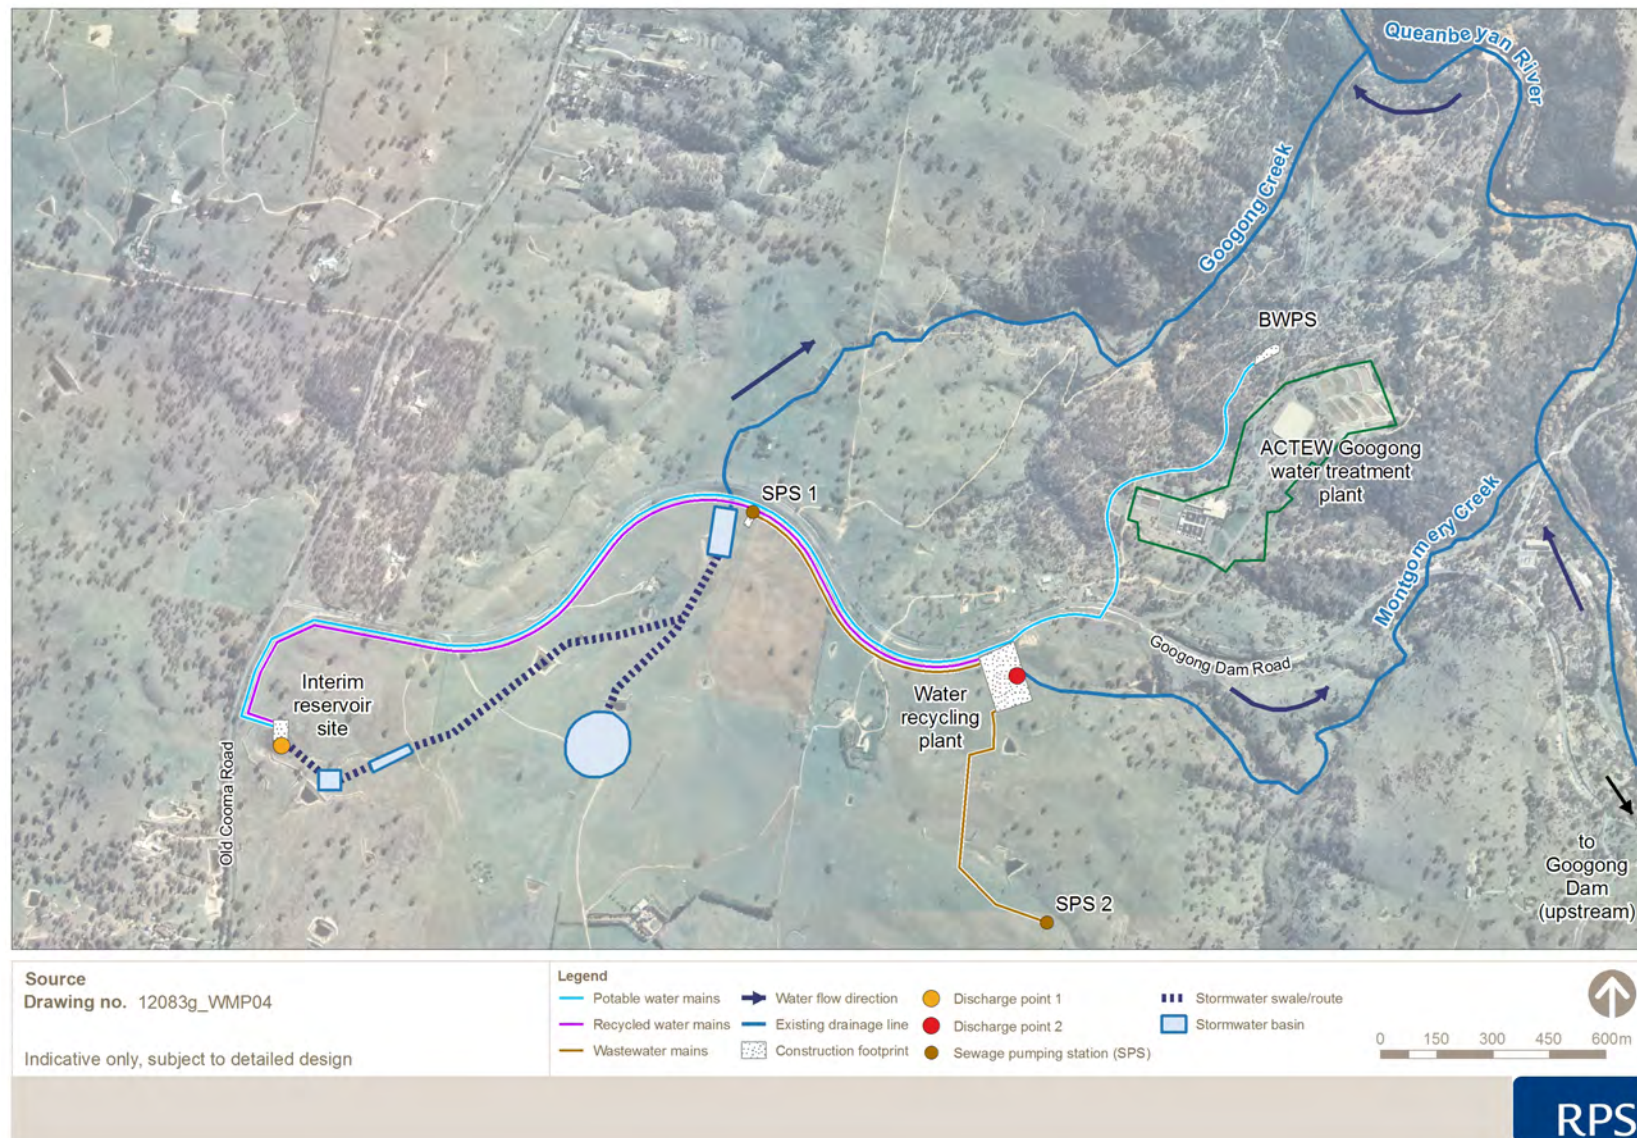 Queanbeyan River
Googong Creek
BWPS
ACTEW Googong
water treatment
plant
SPS 1
Montgomery Creek
Googong Dam Road
Interim
reservoir
site
Water
recycling
plant
Old Cooma Road
SPS 2
to
Googong
Dam
(upstream)
Source
Drawing no. 12083g_WMP04
Indicative only, subject to detailed design
Legend
Potable water mains
Recycled water mains
Wastewater mains
Water flow direction
Existing drainage line
Construction footprint
Discharge point 1
Discharge point 2
Sewage pumping station (SPS)
Stormwater swale/route
Stormwater basin
0 150 300 450 600m
RPS